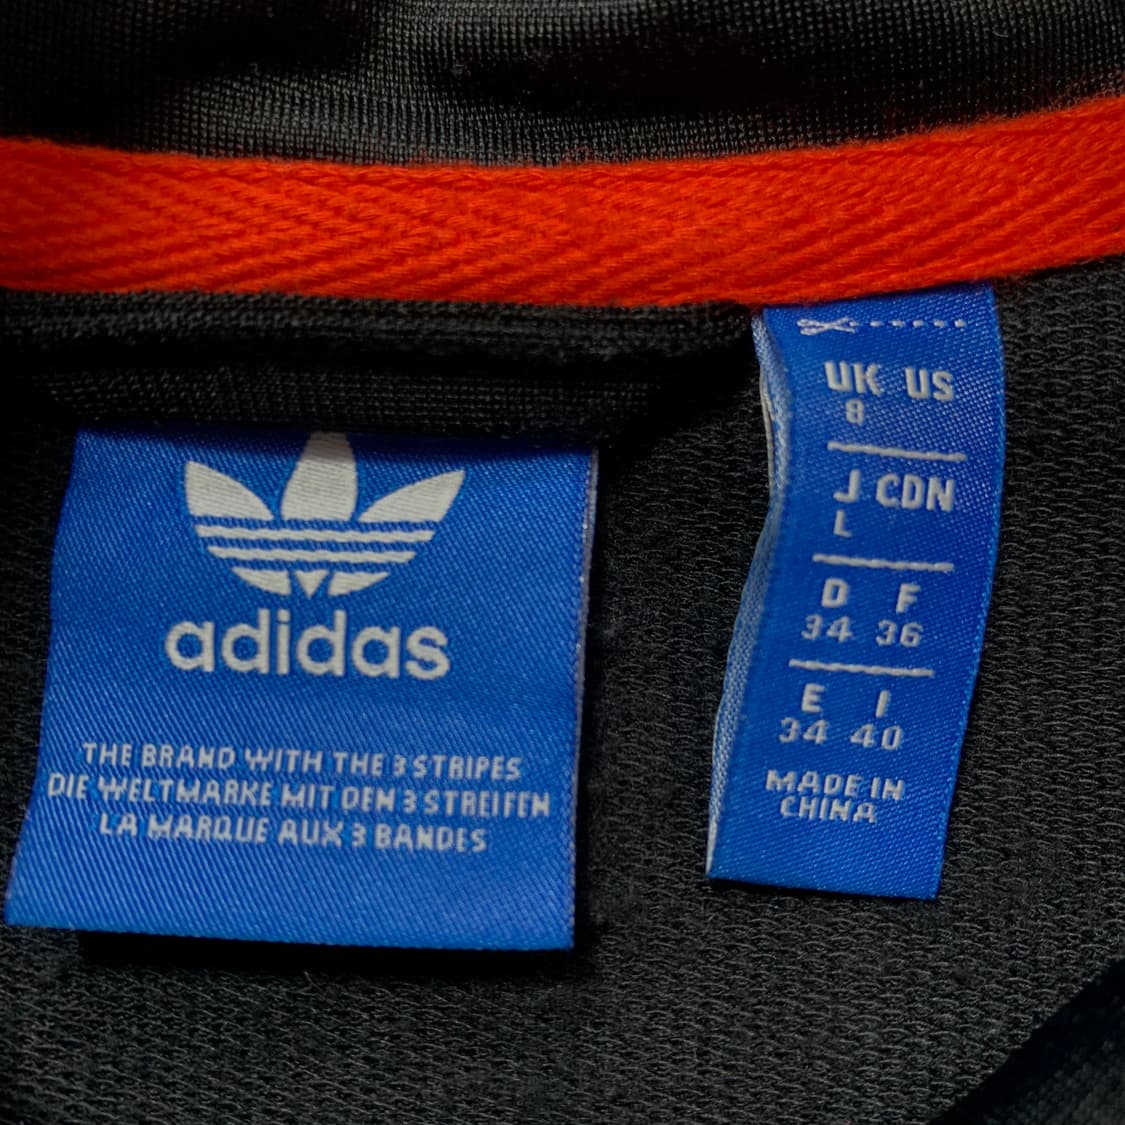 adidas
THE BRAND WITH THE 3 STRIPES
DIE WELTMARKE MIT DEN 3 STREIFEN
LA MARQUE AUX 3 BANDES
UK US
8
J CDN
L
D F
34 36
E I
34 40
MADE IN
CHINA